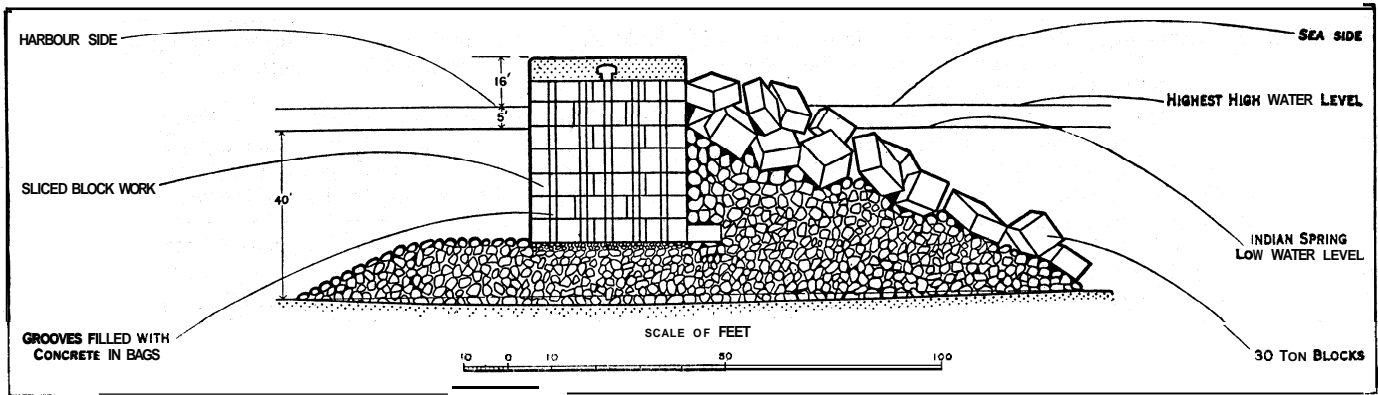 HARBOUR SIDE
SEA SIDE
16'
HIGHEST HIGH WATER LEVEL
5'
SLICED BLOCK WORK
40'
INDIAN SPRING
LOW WATER LEVEL
GROOVES FILLED WITH
CONCRETE IN BAGS
SCALE OF FEET
30 TON BLOCKS
10 0 10 50 100